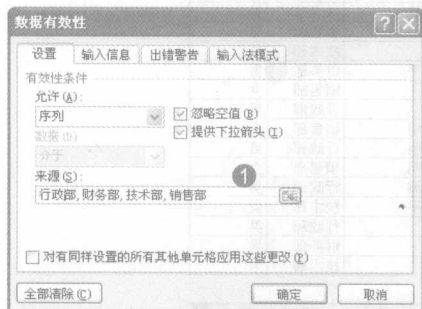 数据有效性
设置 输入信息 出错警告 输入法模式
有效性条件
允许(A):
序列
忽略空值(B)
数据(D)
提供下拉箭头(I)
介于
来源(S):
1
行政部,财务部,技术部,销售部
对有同样设置的所有其他单元格应用这些更改(P)
全部清除(C) 确定 取消